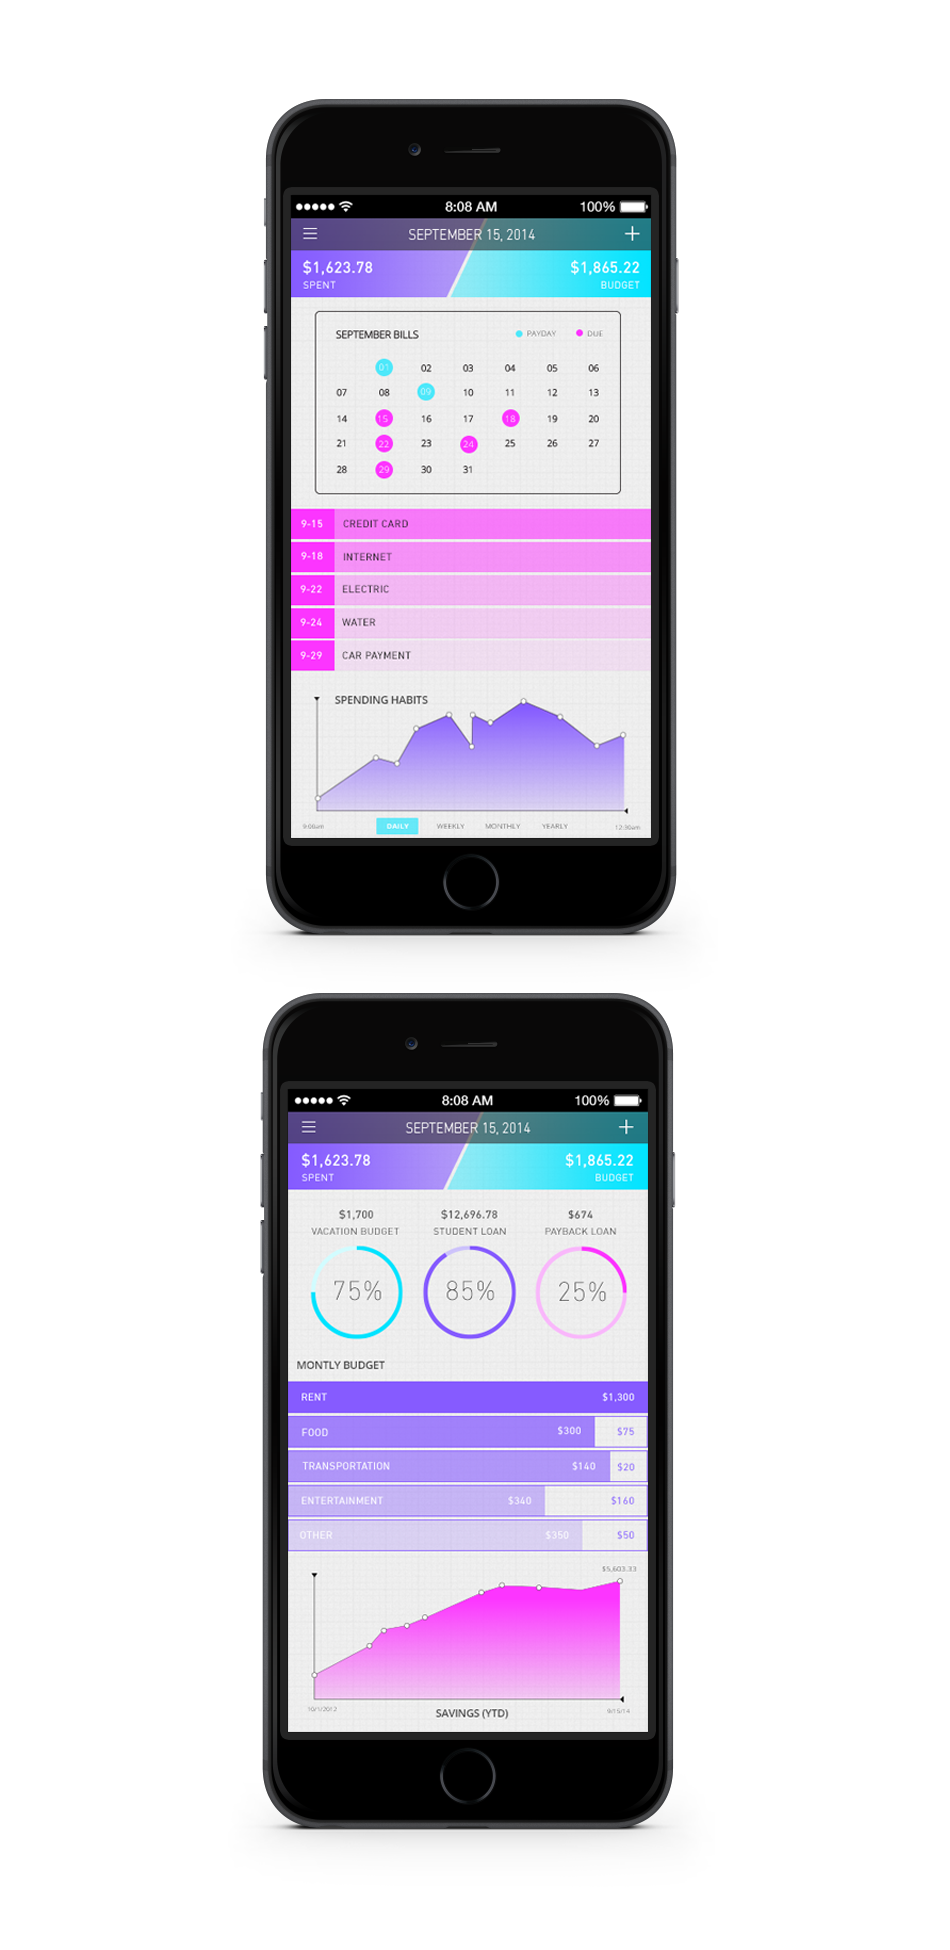 8:08 AM 100%
SEPTEMBER 15, 2014
$1,623.78 $1,865.22
SPENT BUDGET
SEPTEMBER BILLS PAYDAY DUE
01 02 03 04 05 06
07 08 09 10 11 12 13
14 15 16 17 18 19 20
21 22 23 24 25 26 27
28 29 30 31
9-15 CREDIT CARD
9-18 INTERNET
9-22 ELECTRIC
9-24 WATER
9-29 CAR PAYMENT
SPENDING HABITS
9:00am DAILY WEEKLY MONTHLY YEARLY 12:30am
8:08 AM 100%
SEPTEMBER 15, 2014
$1,623.78 $1,865.22
SPENT BUDGET
$1,700 $12,696.78 $674
VACATION BUDGET STUDENT LOAN PAYBACK LOAN
75% 85% 25%
MONTLY BUDGET
RENT $1,300
FOOD $300 $75
TRANSPORTATION $140 $20
ENTERTAINMENT $340 $160
OTHER $350 $50
$5,603.33
10/1/2012 9/15/14
SAVINGS (YTD)